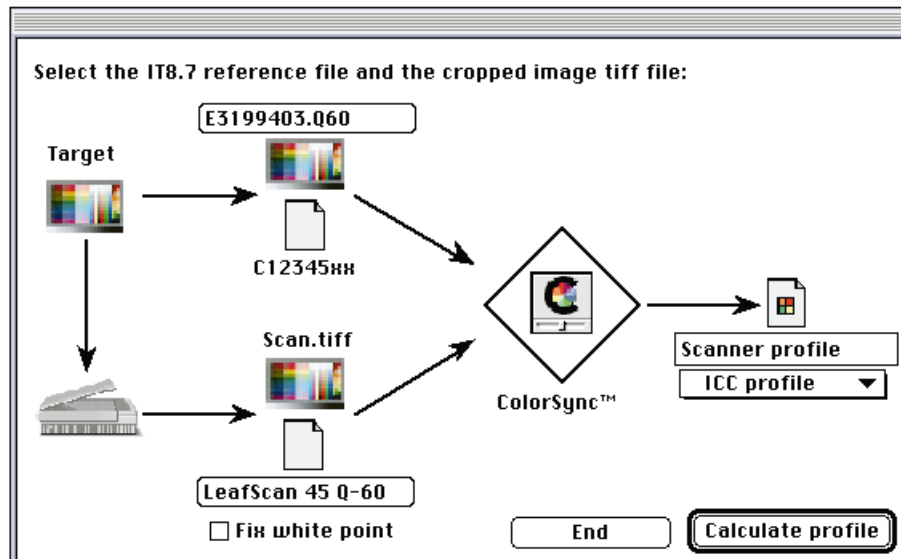 Select the IT8.7 reference file and the cropped image tiff file:
E3199403.Q60
Target
C12345xx
Scan.tiff
Scanner profile
ICC profile
ColorSync™
LeafScan 45 Q-60
Fix white point
End
Calculate profile